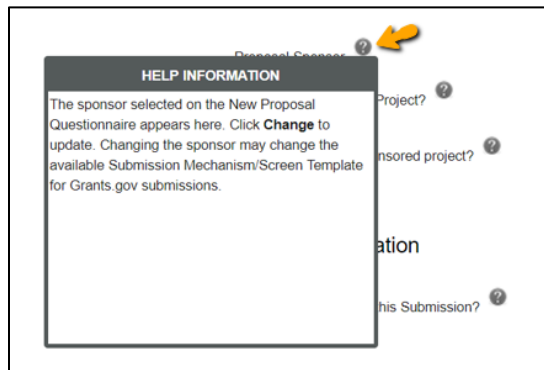 Proposal Sponsor
HELP INFORMATION
The sponsor selected on the New Proposal
Questionnaire appears here. Click Change to
update. Changing the sponsor may change the
available Submission Mechanism/Screen Template
for Grants.gov submissions.
Project?
nsored project?
ation
his Submission?